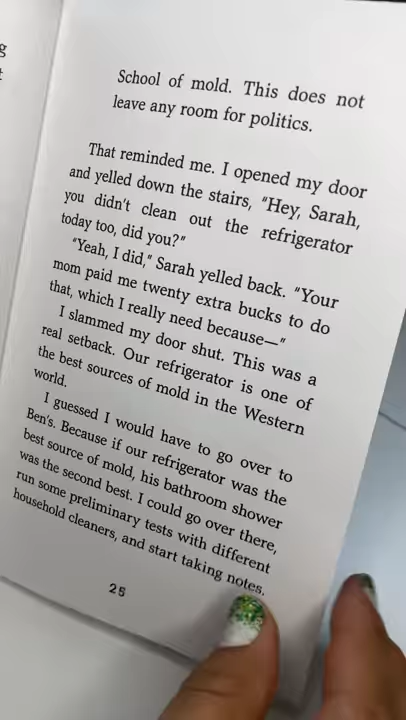 g
t
School of mold. This does not
leave any room for politics.
That reminded me. I opened my door
and yelled down the stairs, "Hey, Sarah,
you didn't clean out the refrigerator
today too, did you?"
"Yeah, I did," Sarah yelled back. "Your
mom paid me twenty extra bucks to do
that, which I really need because—"
I slammed my door shut. This was a
real setback. Our refrigerator is one of
the best sources of mold in the Western
world.
I guessed I would have to go over to
Ben's. Because if our refrigerator was the
best source of mold, his bathroom shower
was the second best. I could go over there,
run some preliminary tests with different
household cleaners, and start taking notes.
25